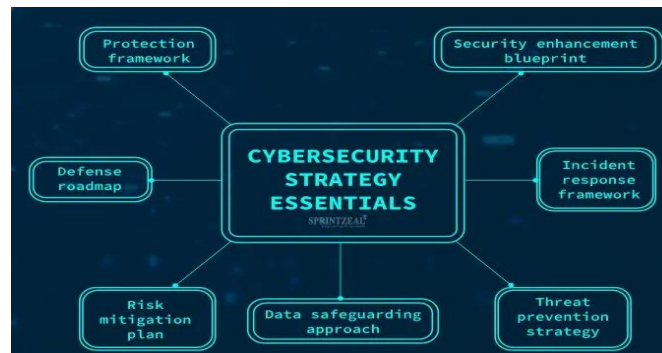 Protection
framework
Security enhancement
blueprint
CYBERSECURITY
STRATEGY
ESSENTIALS
SPRINTZEAL
Defense
roadmap
Incident
response
framework
Risk
mitigation
plan
Data safeguarding
approach
Threat
prevention
strategy